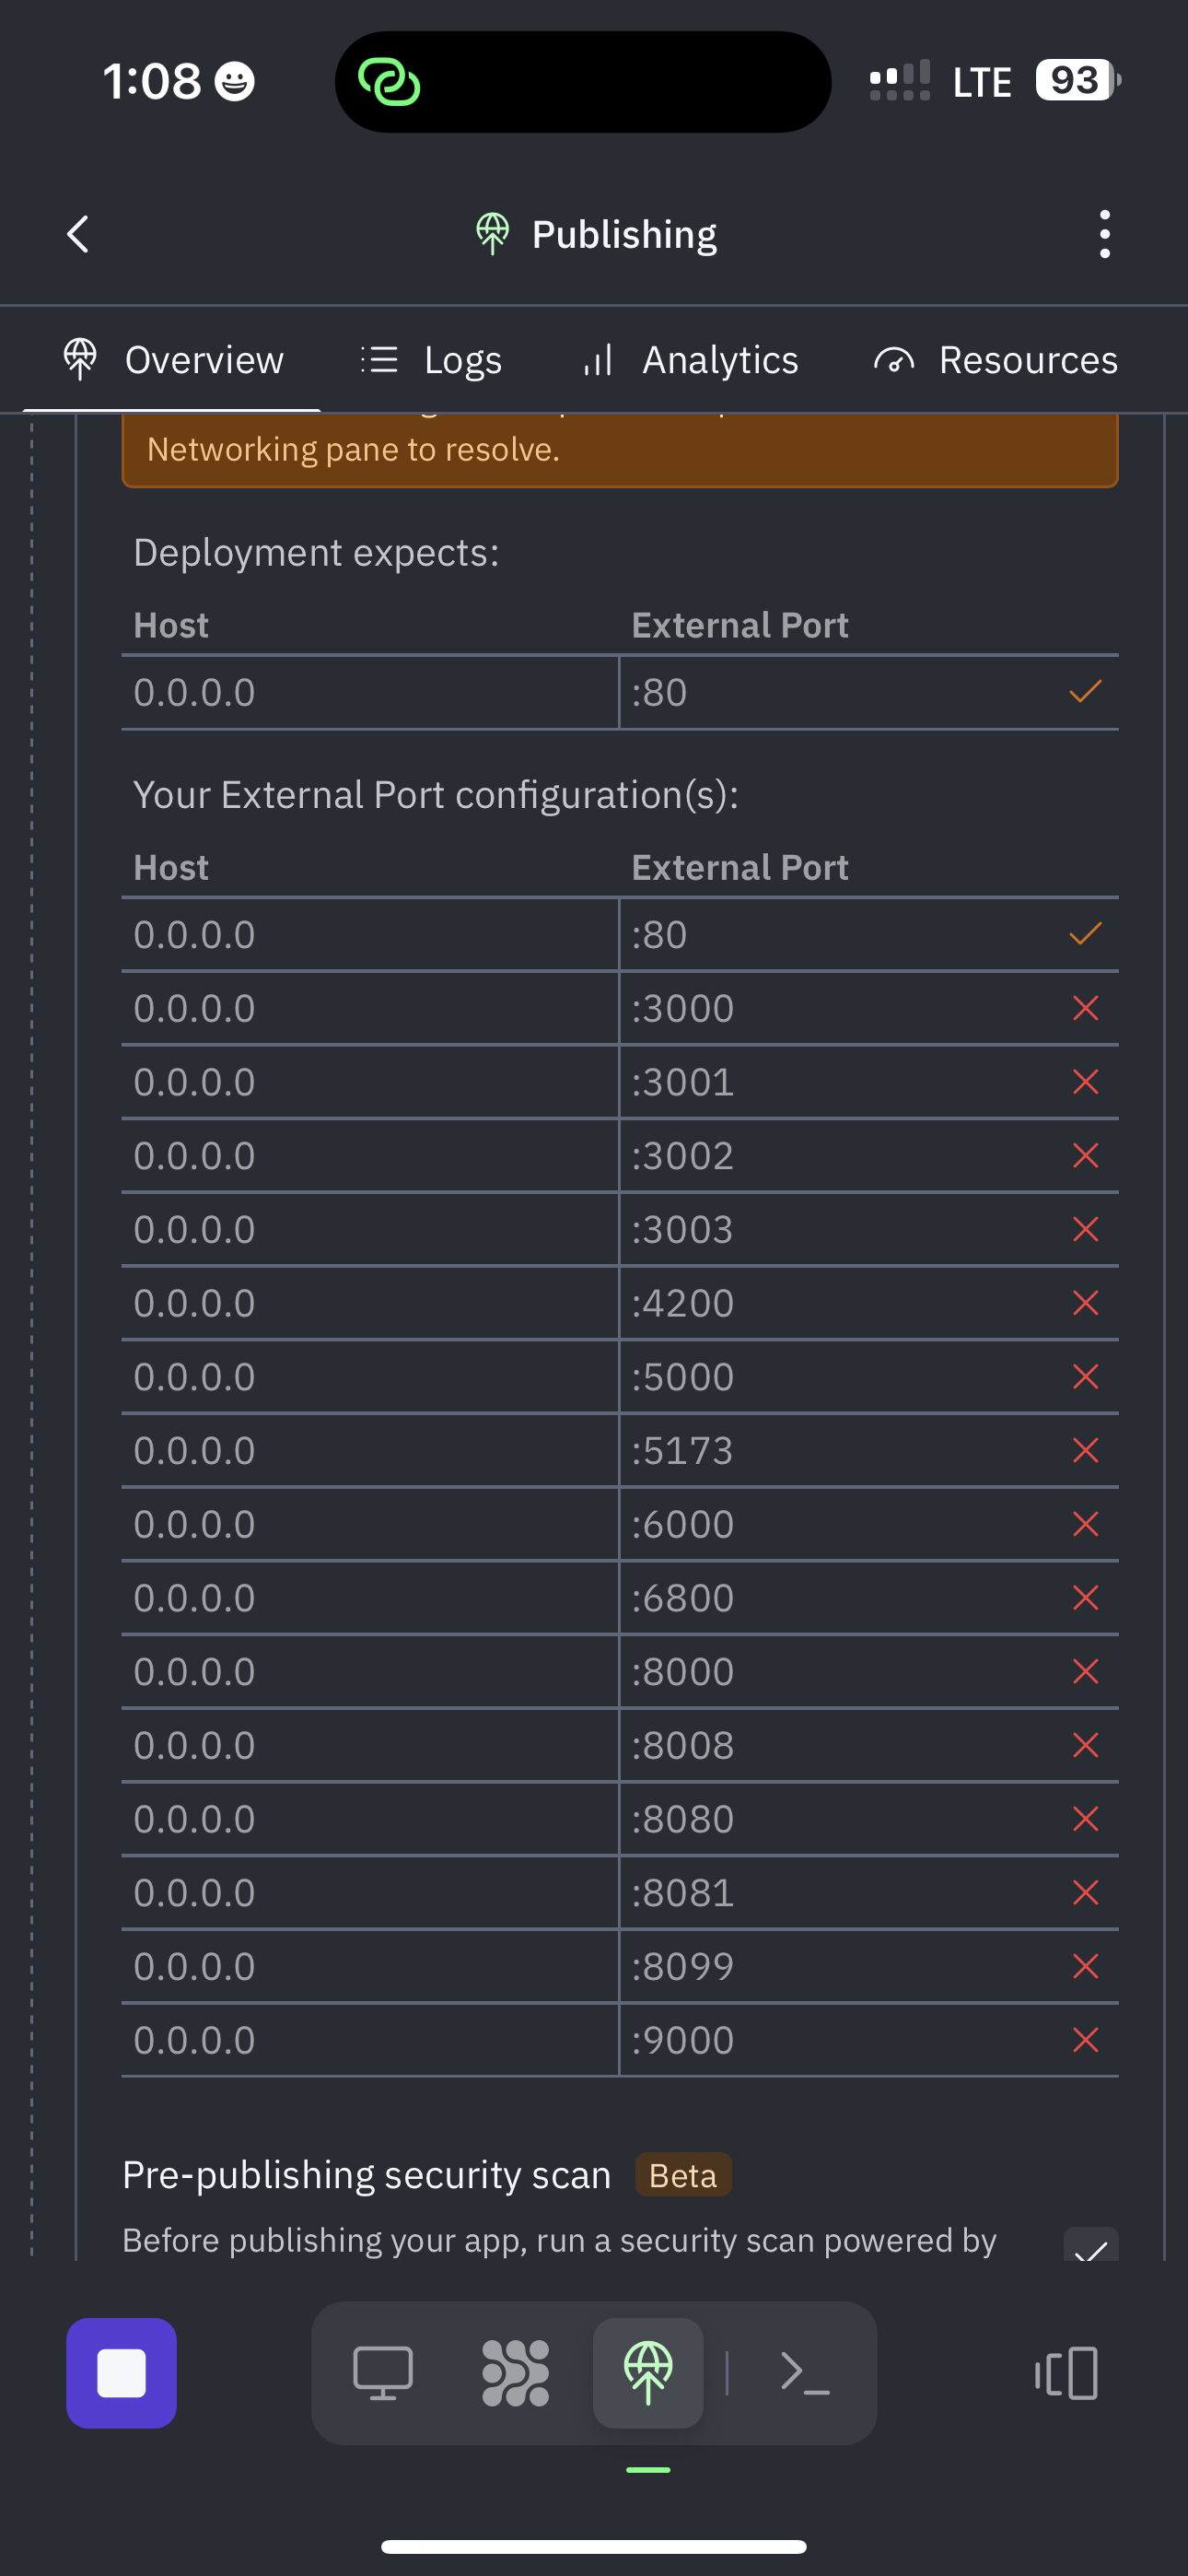 1:08
LTE
93
Publishing
Overview
Logs
Analytics
Resources
Networking pane to resolve.
Deployment expects:
Host External Port
0.0.0.0 :80
Your External Port configuration(s):
Host External Port
0.0.0.0 :80
0.0.0.0 :3000
0.0.0.0 :3001
0.0.0.0 :3002
0.0.0.0 :3003
0.0.0.0 :4200
0.0.0.0 :5000
0.0.0.0 :5173
0.0.0.0 :6000
0.0.0.0 :6800
0.0.0.0 :8000
0.0.0.0 :8008
0.0.0.0 :8080
0.0.0.0 :8081
0.0.0.0 :8099
0.0.0.0 :9000
Pre-publishing security scan Beta
Before publishing your app, run a security scan powered by